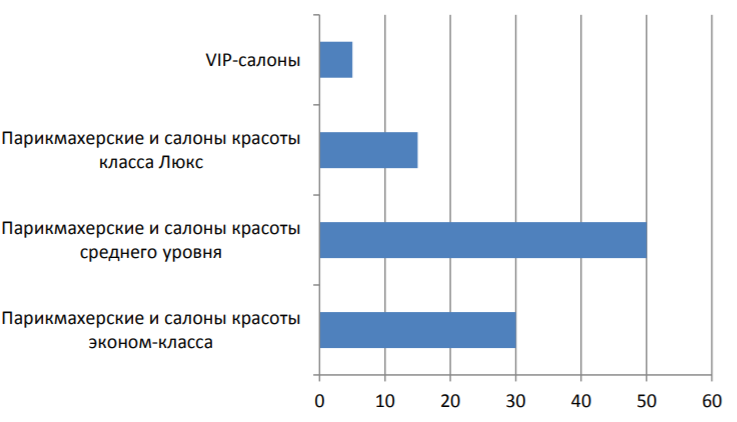 VIP-салоны
Парикмахерские и салоны красоты
класса Люкс
Парикмахерские и салоны красоты
среднего уровня
Парикмахерские и салоны красоты
эконом-класса
0 10 20 30 40 50 60